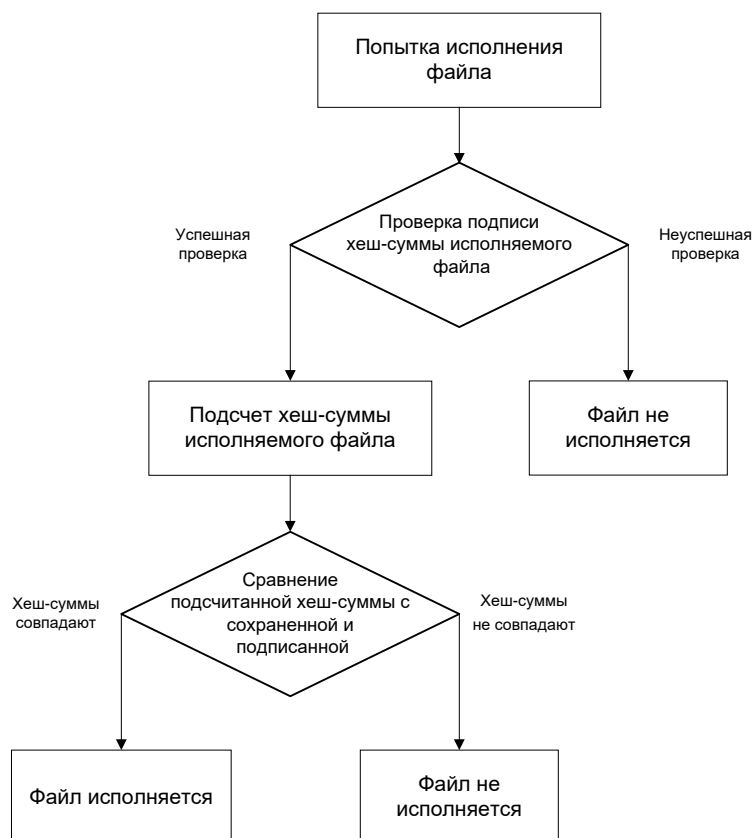 Попытка исполнения
файла
Проверка подписи
хеш-суммы исполняемого
файла
Успешная
проверка
Неуспешная
проверка
Подсчет хеш-суммы
исполняемого файла
Файл не
исполняется
Сравнение
подсчитанной хеш-суммы с
сохраненной и
подписанной
Хеш-суммы
совпадают
Хеш-суммы
не совпадают
Файл исполняется
Файл не
исполняется